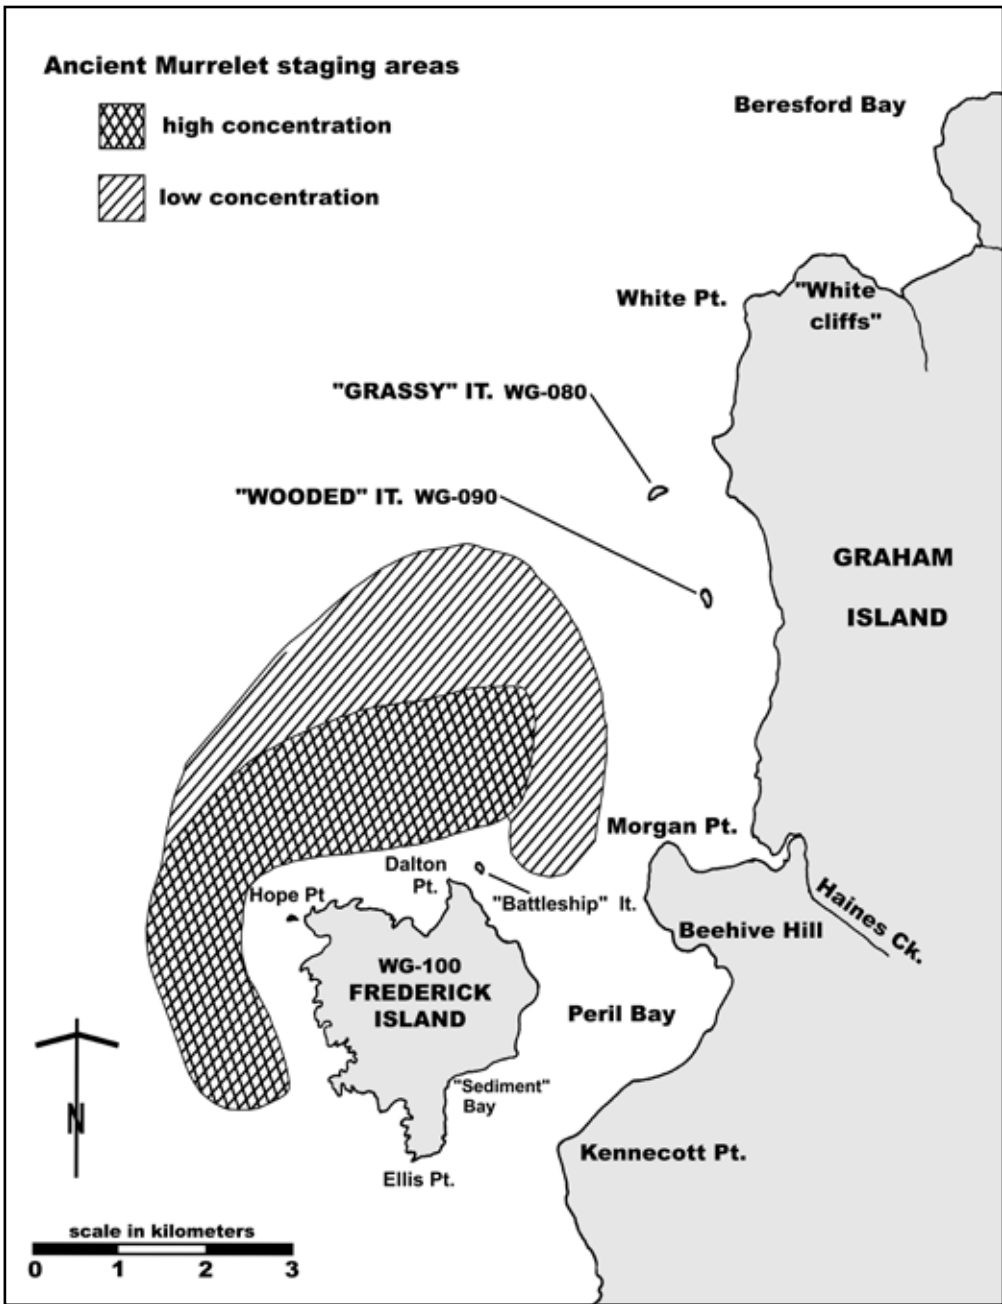 Ancient Murrelet staging areas
high concentration
low concentration
Beresford Bay
White Pt.
"White
cliffs"
"GRASSY" IT. WG-080
"WOODED" IT. WG-090
GRAHAM
ISLAND
Morgan Pt.
Dalton
Pt.
Hope Pt
"Battleship" It.
Haines Ck.
Beehive Hill
WG-100
FREDERICK
ISLAND
Peril Bay
"Sediment"
Bay
N
Kennecott Pt.
Ellis Pt.
scale in kilometers
0 1 2 3